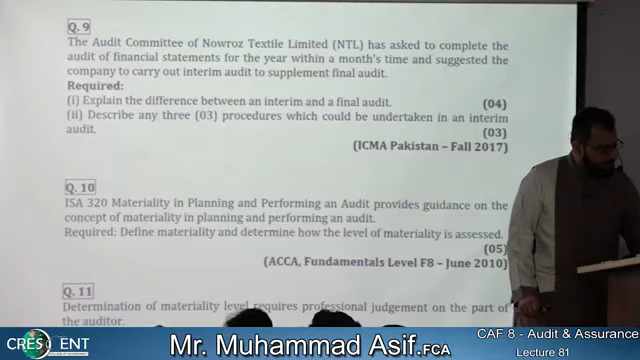 Q. 9
The Audit Committee of Nowroz Textile Limited (NTL) has asked to complete the
audit of financial statements for the year within a month's time and suggested the
company to carry out interim audit to supplement final audit.
Required:
(i) Explain the difference between an interim and a final audit. (04)
(ii) Describe any three (03) procedures which could be undertaken in an interim
audit. (03)
(ICMA Pakistan – Fall 2017)
Q. 10
ISA 320 Materiality in Planning and Performing an Audit provides guidance on the
concept of materiality in planning and performing an audit.
Required: Define materiality and determine how the level of materiality is assessed.
(05)
(ACCA, Fundamentals Level F8 – June 2010)
Q. 11
Determination of materiality level requires professional judgement on the part of
the auditor.
CRESCENT
Mr. Muhammad Asif.FCA
CAF 8 - Audit & Assurance
Lecture 81